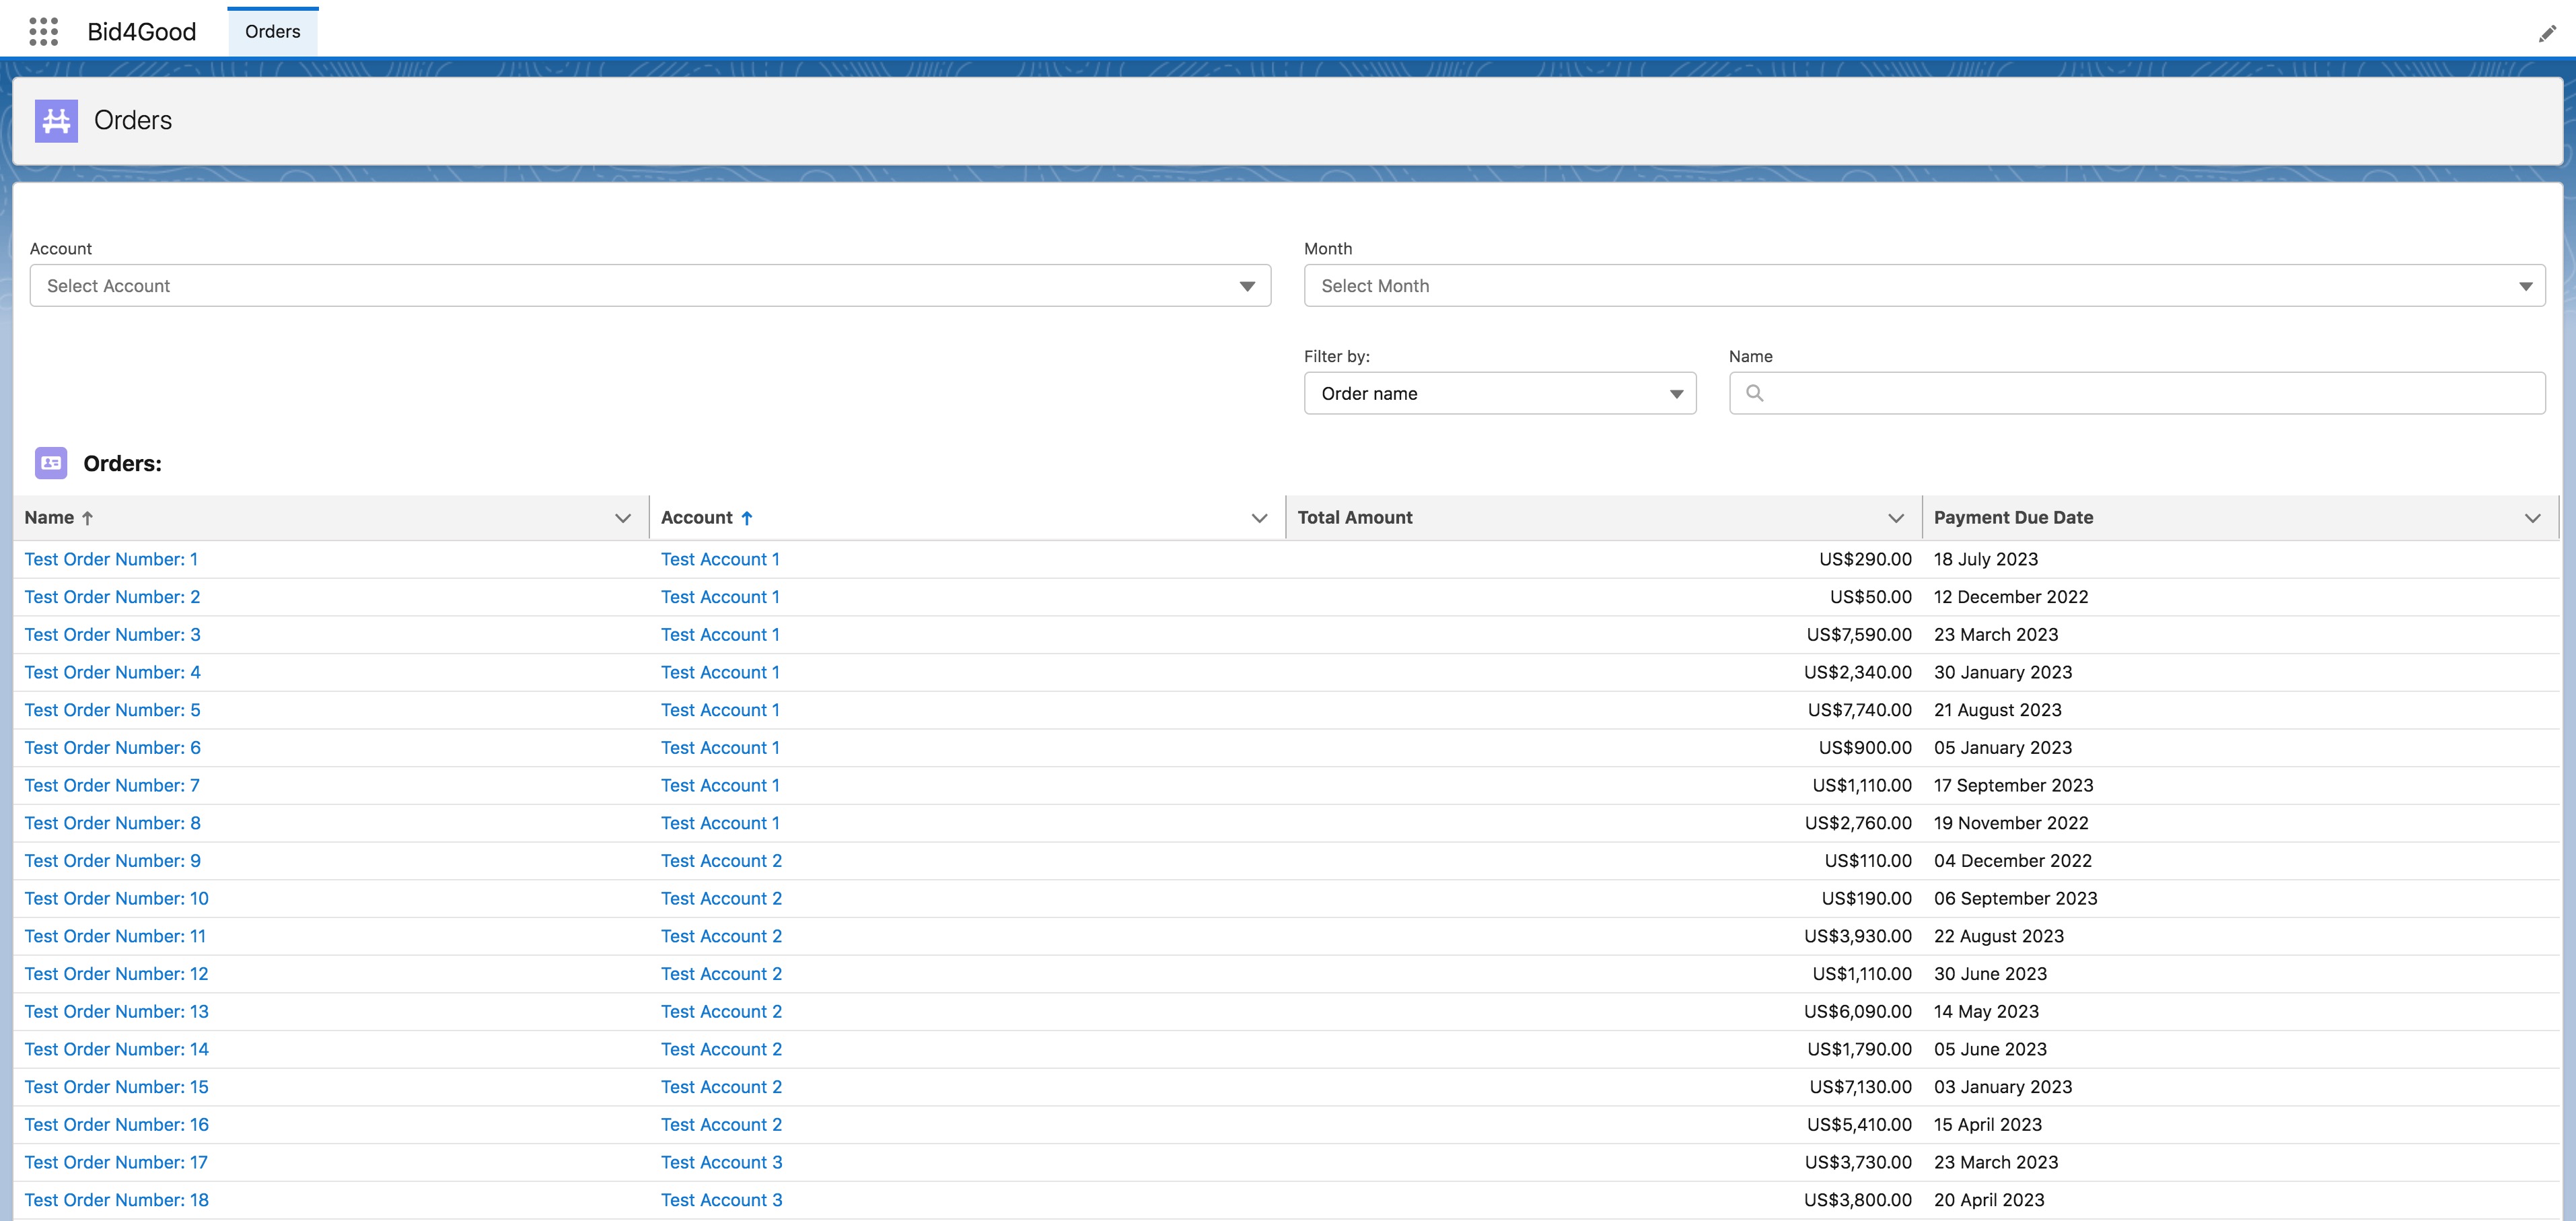 Bid4Good Orders
Orders
Account Month
Select Account Select Month
Filter by: Name
Order name
Orders:
Name Account Total Amount Payment Due Date
Test Order Number: 1 Test Account 1 US$290.00 18 July 2023
Test Order Number: 2 Test Account 1 US$50.00 12 December 2022
Test Order Number: 3 Test Account 1 US$7,590.00 23 March 2023
Test Order Number: 4 Test Account 1 US$2,340.00 30 January 2023
Test Order Number: 5 Test Account 1 US$7,740.00 21 August 2023
Test Order Number: 6 Test Account 1 US$900.00 05 January 2023
Test Order Number: 7 Test Account 1 US$1,110.00 17 September 2023
Test Order Number: 8 Test Account 1 US$2,760.00 19 November 2022
Test Order Number: 9 Test Account 2 US$110.00 04 December 2022
Test Order Number: 10 Test Account 2 US$190.00 06 September 2023
Test Order Number: 11 Test Account 2 US$3,930.00 22 August 2023
Test Order Number: 12 Test Account 2 US$1,110.00 30 June 2023
Test Order Number: 13 Test Account 2 US$6,090.00 14 May 2023
Test Order Number: 14 Test Account 2 US$1,790.00 05 June 2023
Test Order Number: 15 Test Account 2 US$7,130.00 03 January 2023
Test Order Number: 16 Test Account 2 US$5,410.00 15 April 2023
Test Order Number: 17 Test Account 3 US$3,730.00 23 March 2023
Test Order Number: 18 Test Account 3 US$3,800.00 20 April 2023